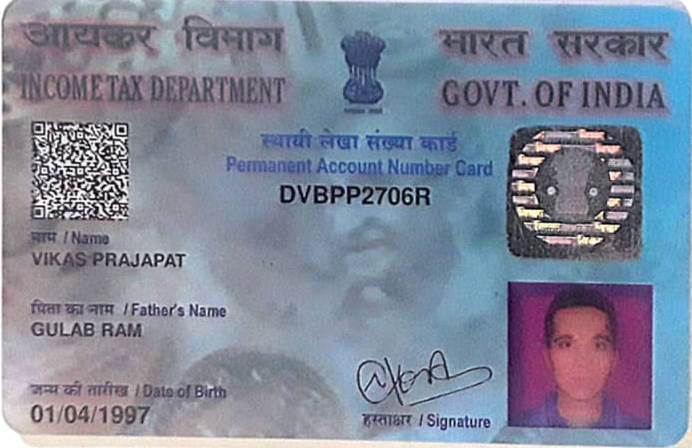 आयकर विभाग
INCOME TAX DEPARTMENT
भारत सरकार
GOVT. OF INDIA
स्थायी लेखा संख्या कार्ड
Permanent Account Number Card
DVBPP2706R
नाम / Name
VIKAS PRAJAPAT
पिता का नाम / Father's Name
GULAB RAM
जन्म की तारीख / Date of Birth
01/04/1997
हस्ताक्षर / Signature